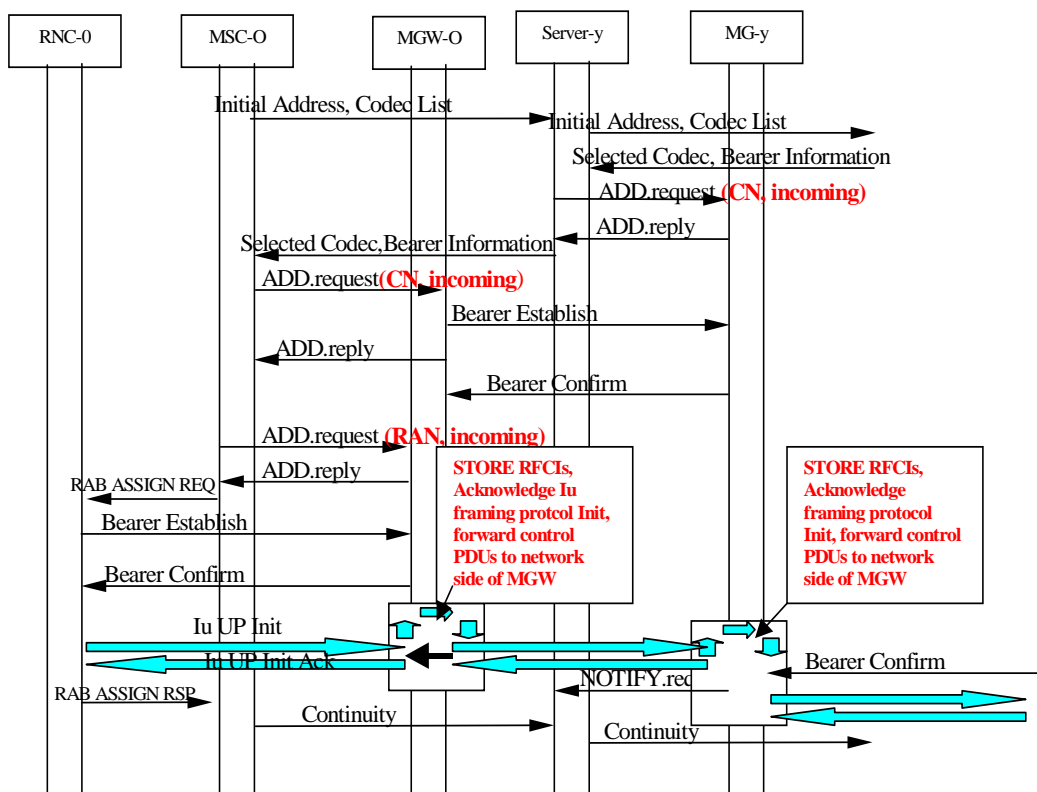 RNC-0
MSC-O
MGW-O
Server-y
MG-y
Initial Address, Codec List
Initial Address, Codec List
Selected Codec, Bearer Information
ADD.request (CN, incoming)
ADD.reply
Selected Codec,Bearer Information
ADD.request(CN, incoming)
Bearer Establish
ADD.reply
Bearer Confirm
ADD.request (RAN, incoming)
ADD.reply
RAB ASSIGN REQ
Bearer Establish
Bearer Confirm
STORE RFCIs,
Acknowledge Iu
framing protcol Init,
forward control
PDUs to network
side of MGW
STORE RFCIs,
Acknowledge
framing protocol
Init, forward control
PDUs to network
side of MGW
Iu UP Init
Iu UP Init Ack
Bearer Confirm
NOTIFY.req
RAB ASSIGN RSP
Continuity
Continuity